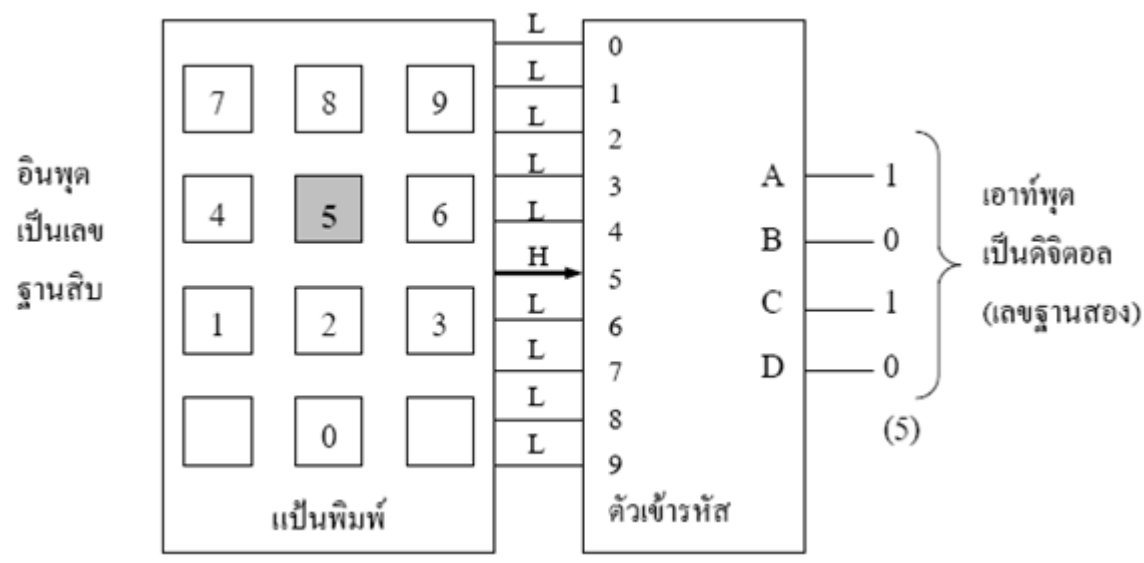 อินพุต
เป็นเลข
ฐานสิบ
7 8 9
4 5 6
1 2 3
0
แป้นพิมพ์
L
L
L
L
L
H
L
L
L
L
0
1
2
3
4
5
6
7
8
9
ตัวเข้ารหัส
A 1
B 0
C 1
D 0
(5)
เอาท์พุต
เป็นดิจิตอล
(เลขฐานสอง)